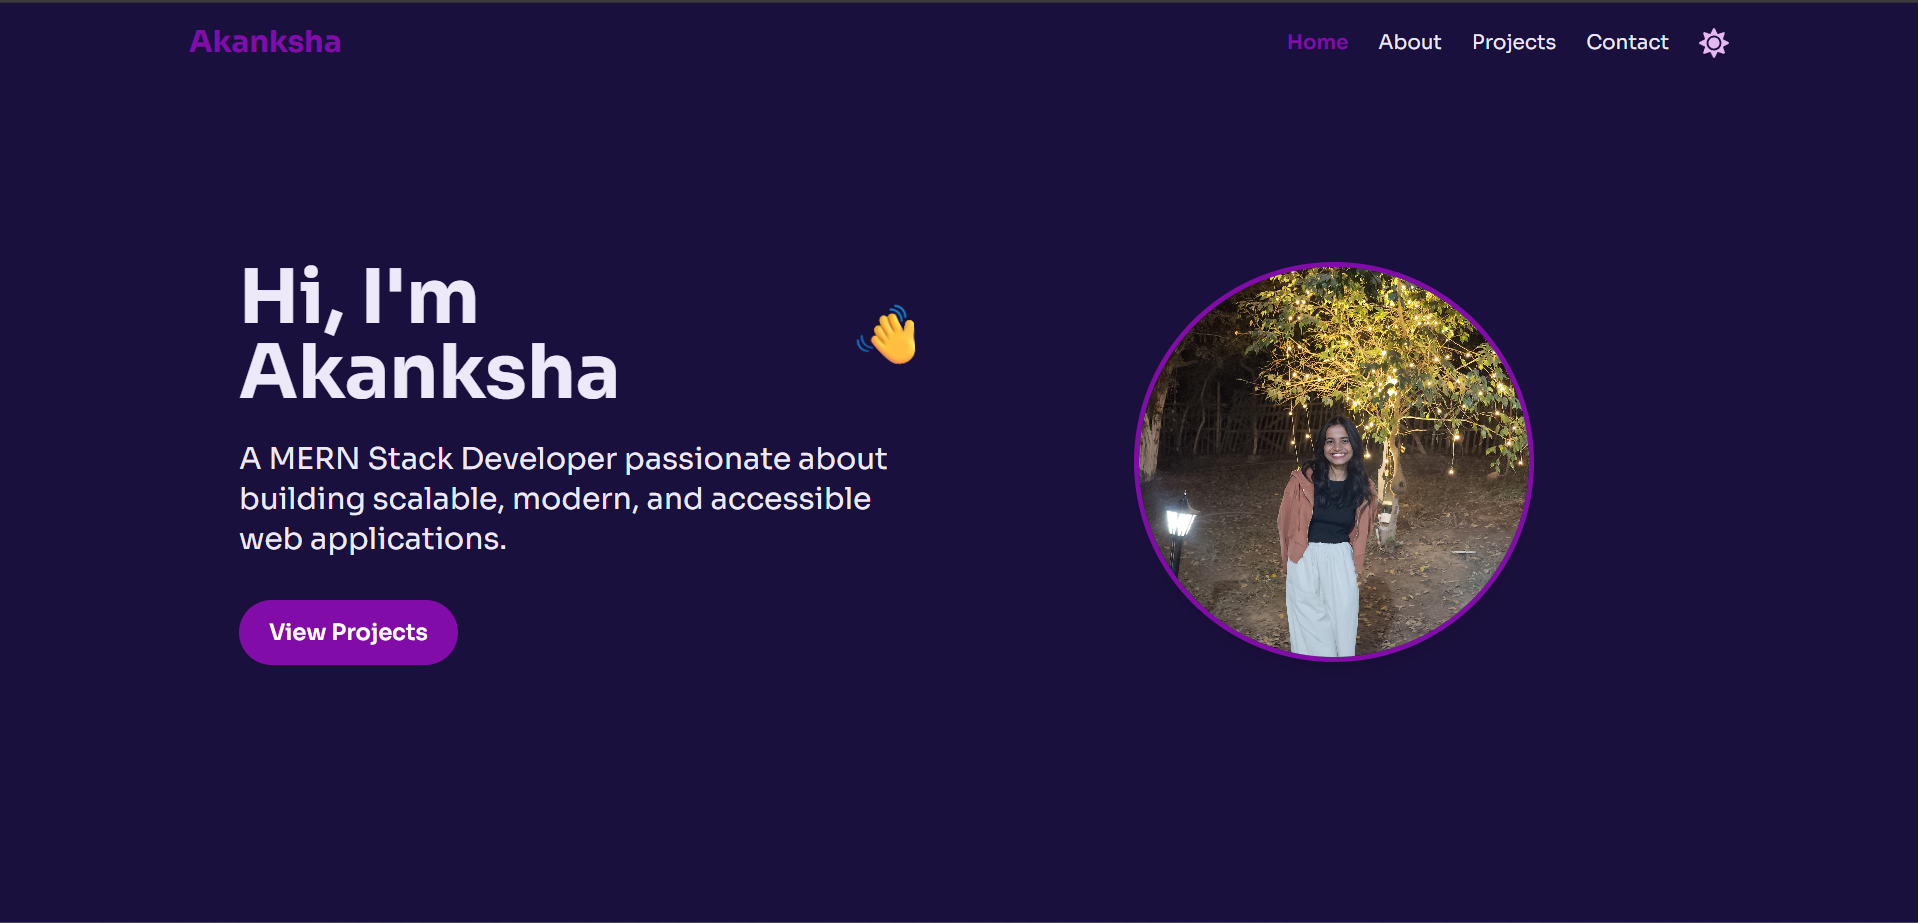 Akanksha
Home About Projects Contact
Hi, I'm
Akanksha 👋
A MERN Stack Developer passionate about
building scalable, modern, and accessible
web applications.
View Projects